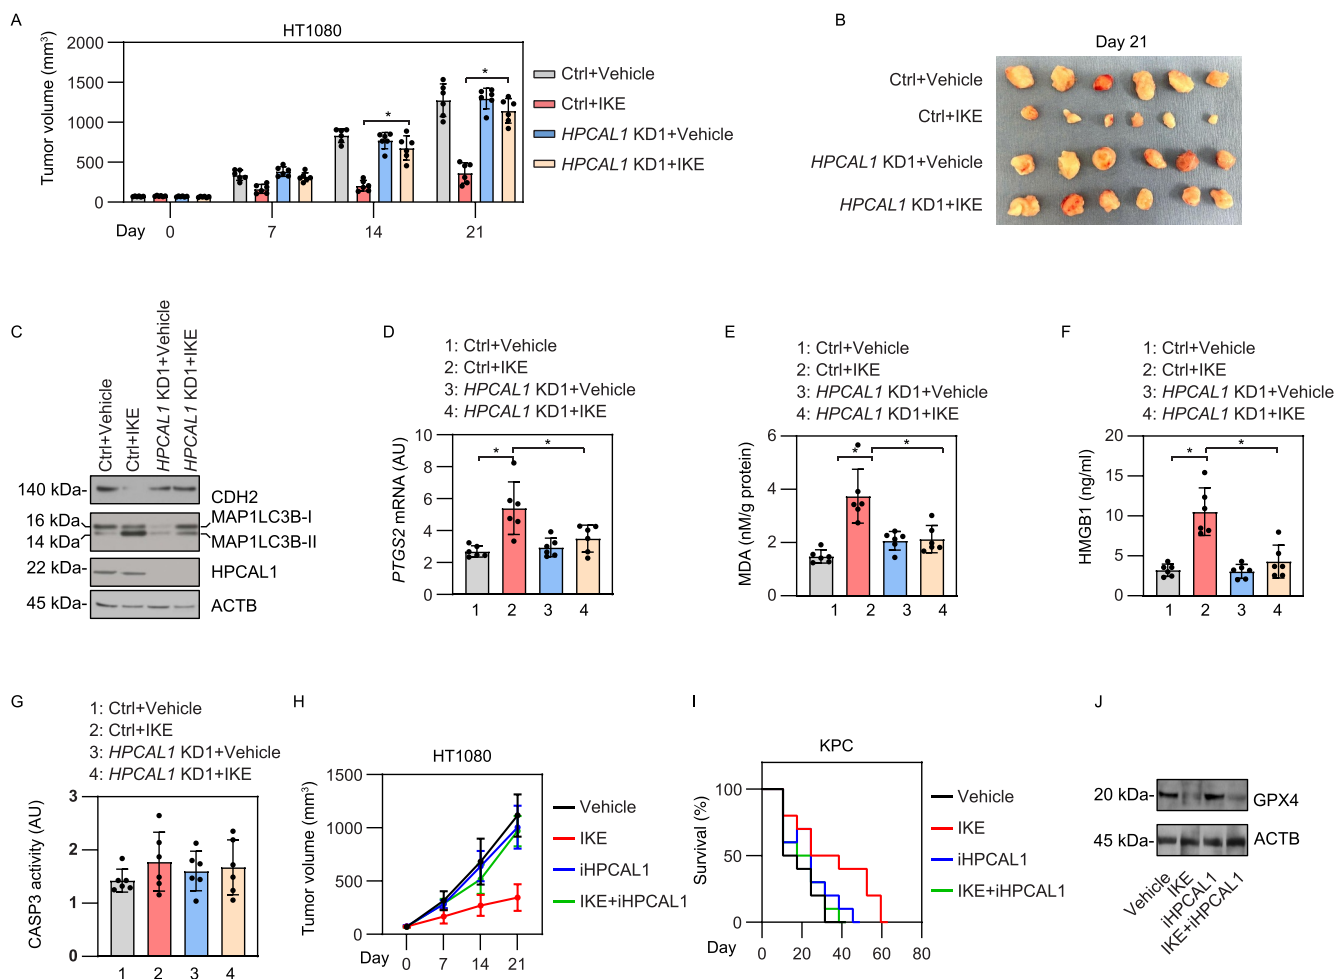 A
HT1080
Tumor volume (mm³)
2000
1500
1000
500
0
Day
0
7
14
21
*
*
Ctrl+Vehicle
Ctrl+IKE
HPCAL1 KD1+Vehicle
HPCAL1 KD1+IKE
B
Day 21
Ctrl+Vehicle
Ctrl+IKE
HPCAL1 KD1+Vehicle
HPCAL1 KD1+IKE
C
Ctrl+Vehicle
Ctrl+IKE
HPCAL1 KD1+Vehicle
HPCAL1 KD1+IKE
140 kDa-
CDH2
16 kDa-
MAP1LC3B-I
14 kDa-
MAP1LC3B-II
22 kDa-
HPCAL1
45 kDa-
ACTB
D
1: Ctrl+Vehicle
2: Ctrl+IKE
3: HPCAL1 KD1+Vehicle
4: HPCAL1 KD1+IKE
PTGS2 mRNA (AU)
10
8
6
4
2
0
*
*
1
2
3
4
E
1: Ctrl+Vehicle
2: Ctrl+IKE
3: HPCAL1 KD1+Vehicle
4: HPCAL1 KD1+IKE
MDA (nM/g protein)
6
4
2
0
*
*
1
2
3
4
F
1: Ctrl+Vehicle
2: Ctrl+IKE
3: HPCAL1 KD1+Vehicle
4: HPCAL1 KD1+IKE
HMGB1 (ng/ml)
20
15
10
5
0
*
*
1
2
3
4
G
1: Ctrl+Vehicle
2: Ctrl+IKE
3: HPCAL1 KD1+Vehicle
4: HPCAL1 KD1+IKE
CASP3 activity (AU)
3
2
1
0
1
2
3
4
H
HT1080
Tumor volume (mm³)
1500
1000
500
0
Day
0
7
14
21
Vehicle
IKE
iHPCAL1
IKE+iHPCAL1
I
KPC
Survival (%)
100
50
0
Day
0
20
40
60
80
Vehicle
IKE
iHPCAL1
IKE+iHPCAL1
J
20 kDa-
GPX4
45 kDa-
ACTB
Vehicle
IKE
iHPCAL1
IKE+iHPCAL1